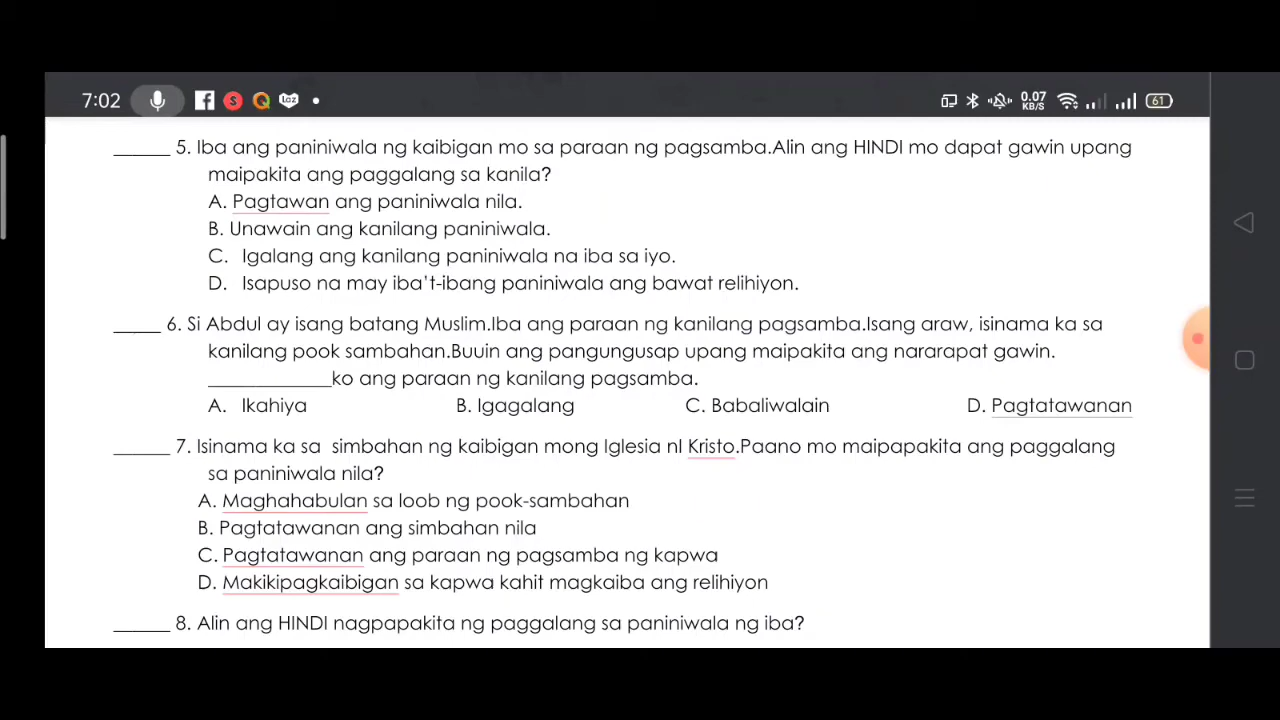 7:02 0.07 KB/S 61
______ 5. Iba ang paniniwala ng kaibigan mo sa paraan ng pagsamba.Alin ang HINDI mo dapat gawin upang
maipakita ang paggalang sa kanila?
A. Pagtawan ang paniniwala nila.
B. Unawain ang kanilang paniniwala.
C. Igalang ang kanilang paniniwala na iba sa iyo.
D. Isapuso na may iba't-ibang paniniwala ang bawat relihiyon.
_____ 6. Si Abdul ay isang batang Muslim.Iba ang paraan ng kanilang pagsamba.Isang araw, isinama ka sa
kanilang pook sambahan.Buuin ang pangungusap upang maipakita ang nararapat gawin.
_____________ko ang paraan ng kanilang pagsamba.
A. Ikahiya B. Igagalang C. Babaliwalain D. Pagtatawanan
______ 7. Isinama ka sa simbahan ng kaibigan mong Iglesia nI Kristo.Paano mo maipapakita ang paggalang
sa paniniwala nila?
A. Maghahabulan sa loob ng pook-sambahan
B. Pagtatawanan ang simbahan nila
C. Pagtatawanan ang paraan ng pagsamba ng kapwa
D. Makikipagkaibigan sa kapwa kahit magkaiba ang relihiyon
______ 8. Alin ang HINDI nagpapakita ng paggalang sa paniniwala ng iba?